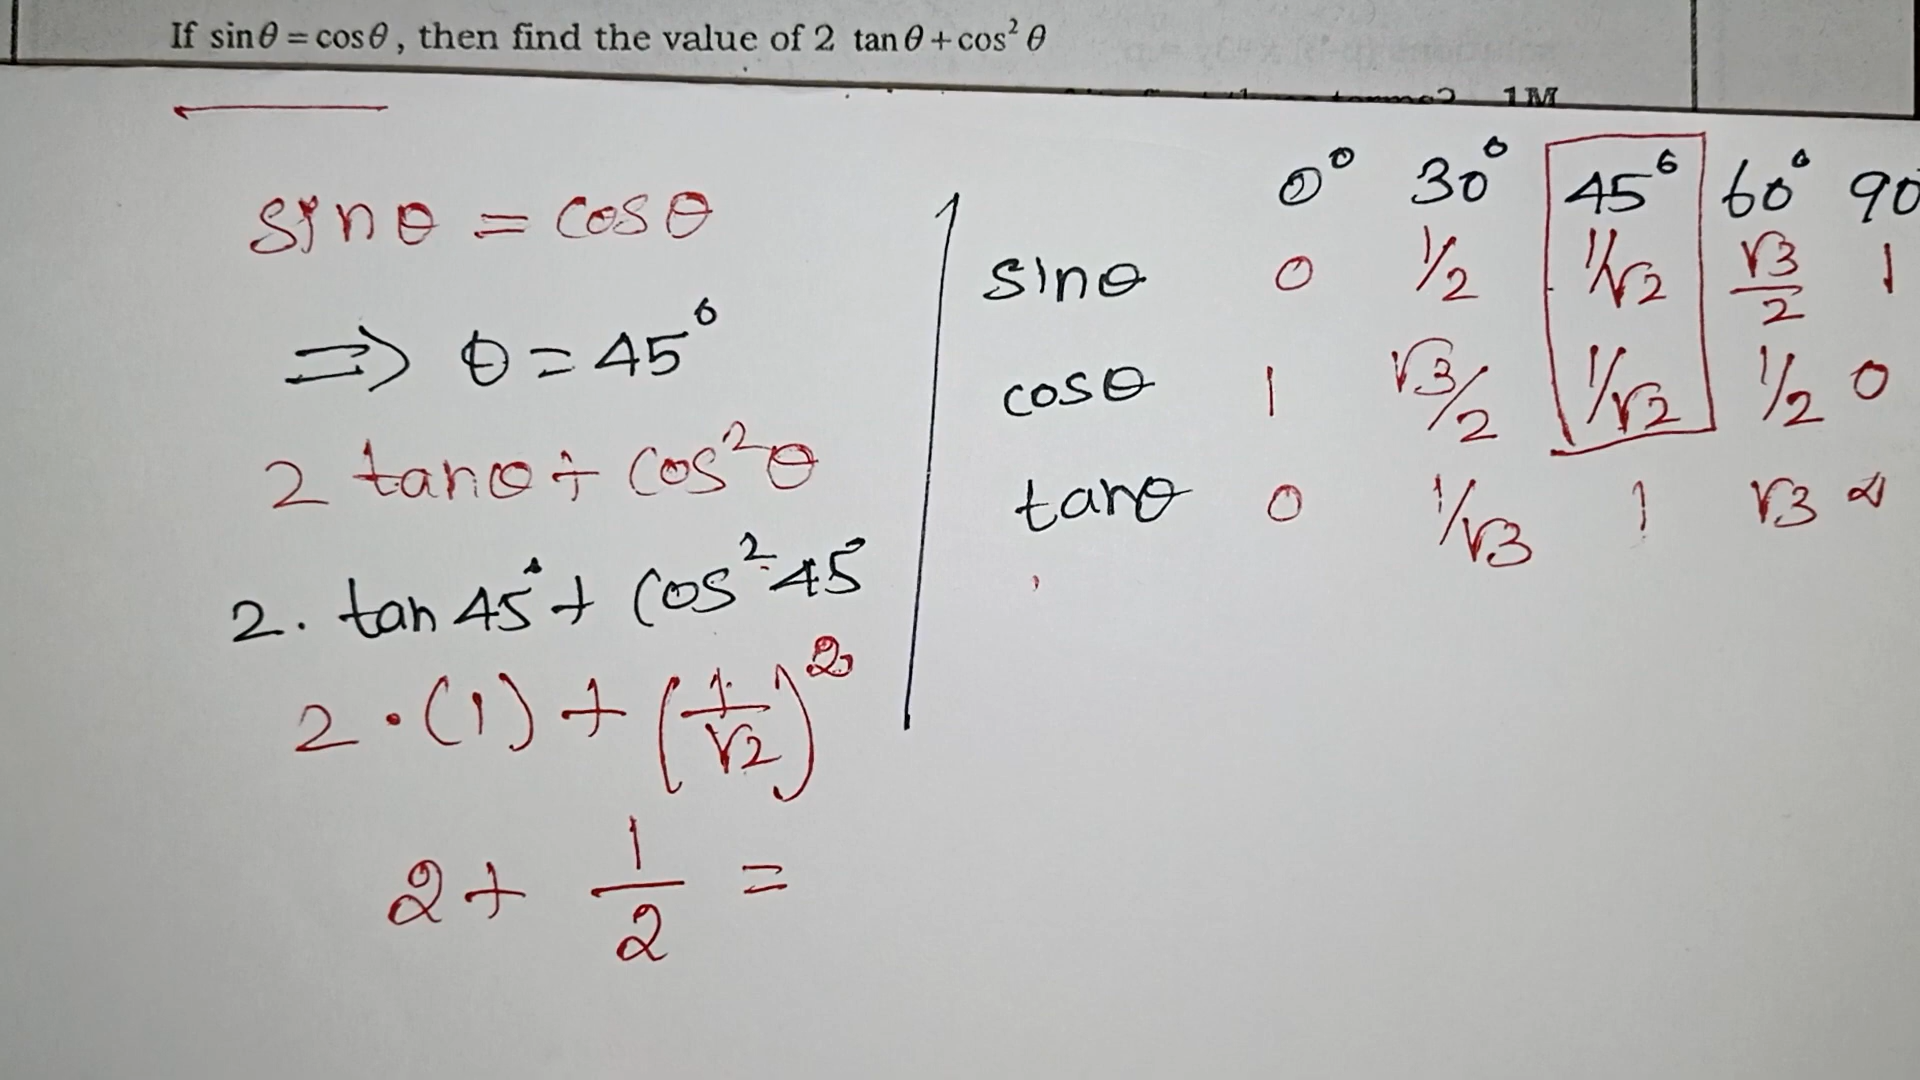 If sinθ = cosθ, then find the value of 2 tanθ + cos² θ
1M
sinθ = cosθ
⇒ θ = 45°
2 tanθ + cos²θ
2. tan 45° + cos² 45
2 · (1) + (1/√2)²
2 + 1/2 =
0° 30° 45° 60° 90
sinθ 0 1/2 1/√2 √3/2 1
cosθ 1 √3/2 1/√2 1/2 0
tanθ 0 1/√3 1 √3 ∝